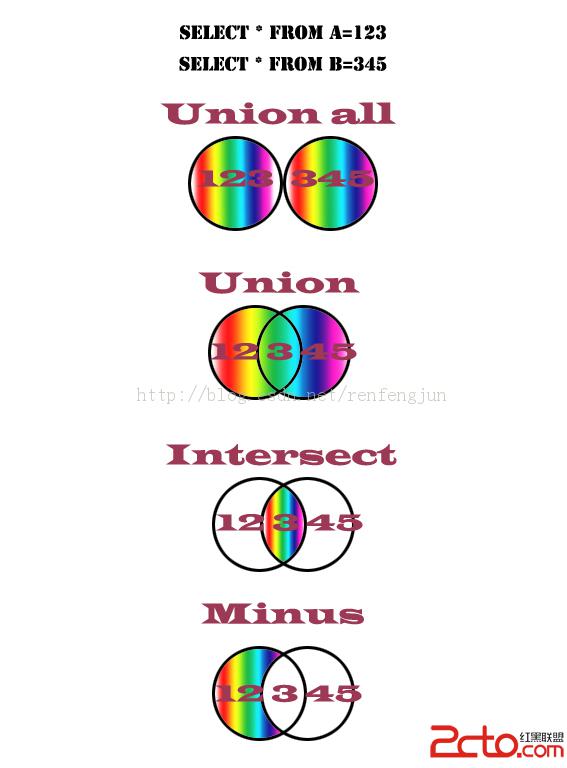 SELECT * FROM A=123
SELECT * FROM B=345
Union all
123 345
Union
12 3 45
http://blog.csdn.net/renfengjun
Intersect
12 3 45
Minus
12 3 45
2cto.com 红黑联盟